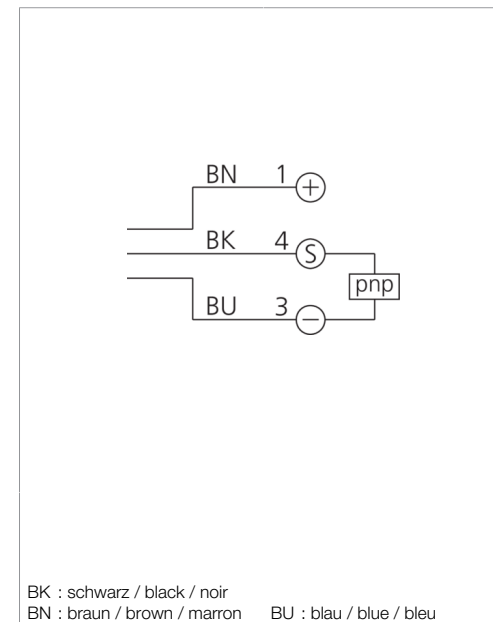 BN 1 +
BK 4 S
pnp
BU 3 −
BK : schwarz / black / noir
BN : braun / brown / marron BU : blau / blue / bleu